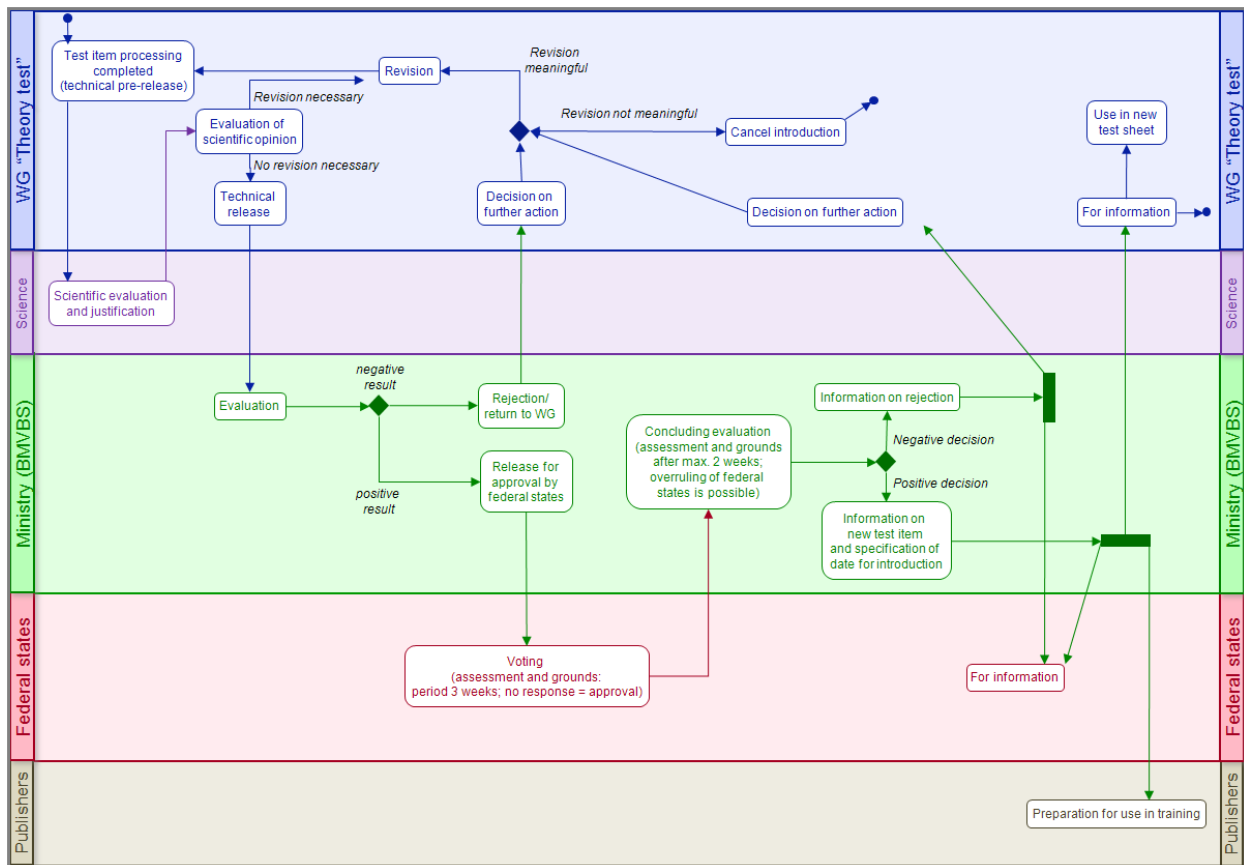 WG “Theory test”
Test item processing
completed
(technical pre-release)
Revision
Revision
meaningful
Revision necessary
Evaluation of
scientific opinion
No revision necessary
Technical
release
Revision not meaningful
Cancel introduction
Decision on
further action
Decision on further action
Use in new
test sheet
For information
WG “Theory test”
Science
Scientific evaluation
and justification
Science
Ministry (BMVBS)
Evaluation
negative
result
positive
result
Rejection/
return to WG
Release for
approval by
federal states
Concluding evaluation
(assessment and grounds
after max. 2 weeks;
overruling of federal
states is possible)
Information on rejection
Negative decision
Positive decision
Information on
new test item
and specification of
date for introduction
Ministry (BMVBS)
Federal states
Voting
(assessment and grounds:
period 3 weeks; no response = approval)
For information
Federal states
Publishers
Preparation for use in training
Publishers